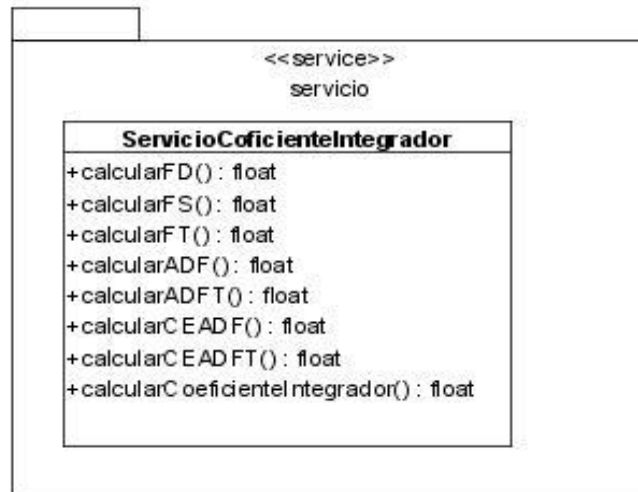 <<service>>
servicio
ServicioCoficienteIntegrador
+calcularFD() : float
+calcularFS() : float
+calcularFT() : float
+calcularADF() : float
+calcularADFT() : float
+calcularCEADF() : float
+calcularCEADFT() : float
+calcularCoeficienteIntegrador() : float